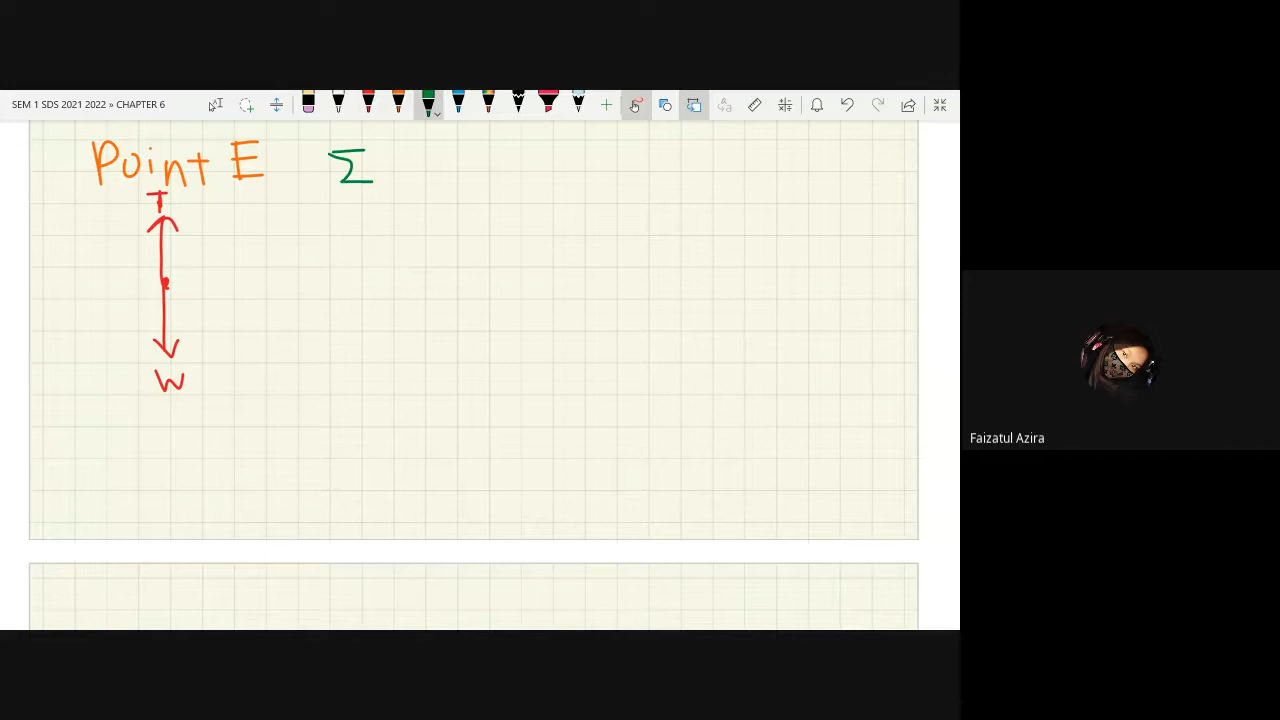 SEM 1 SDS 2021 2022 » CHAPTER 6
Point E Σ
T
W
Faizatul Azira